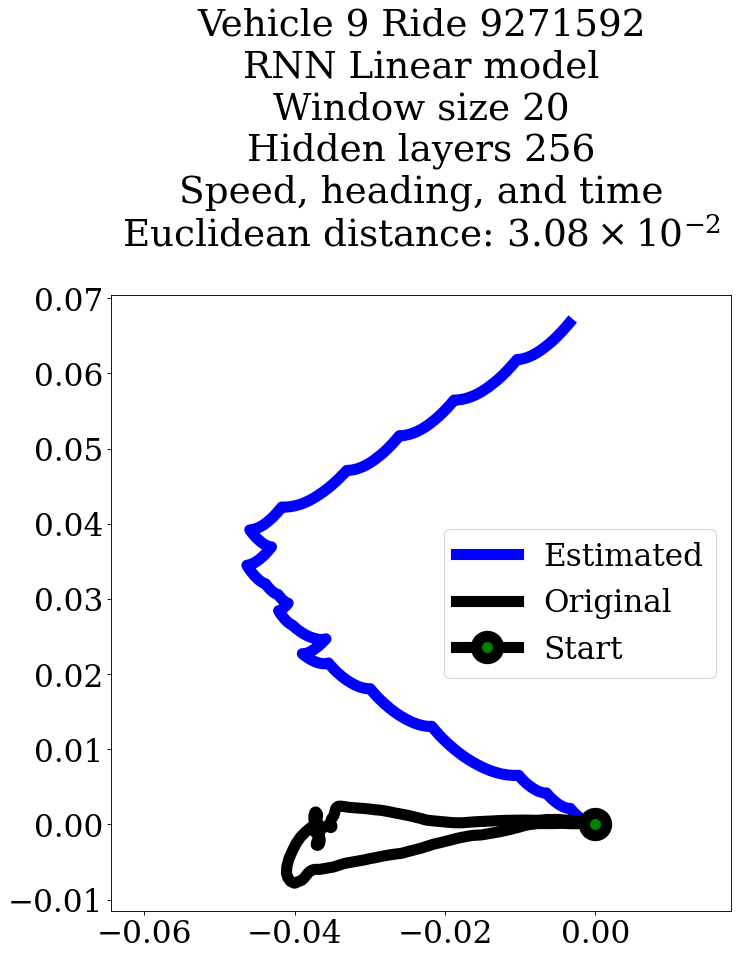 Vehicle 9 Ride 9271592
RNN Linear model
Window size 20
Hidden layers 256
Speed, heading, and time
Euclidean distance: 3.08 × 10⁻²
0.07
0.06
0.05
0.04
0.03
0.02
0.01
0.00
−0.01
Estimated
Original
Start
−0.06 −0.04 −0.02 0.00